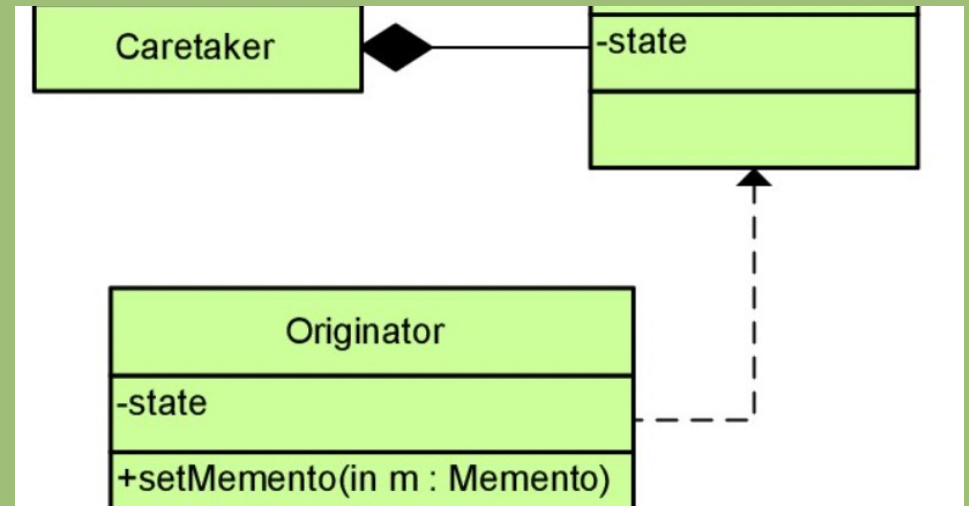 Caretaker
-state
Originator
-state
+setMemento(in m : Memento)